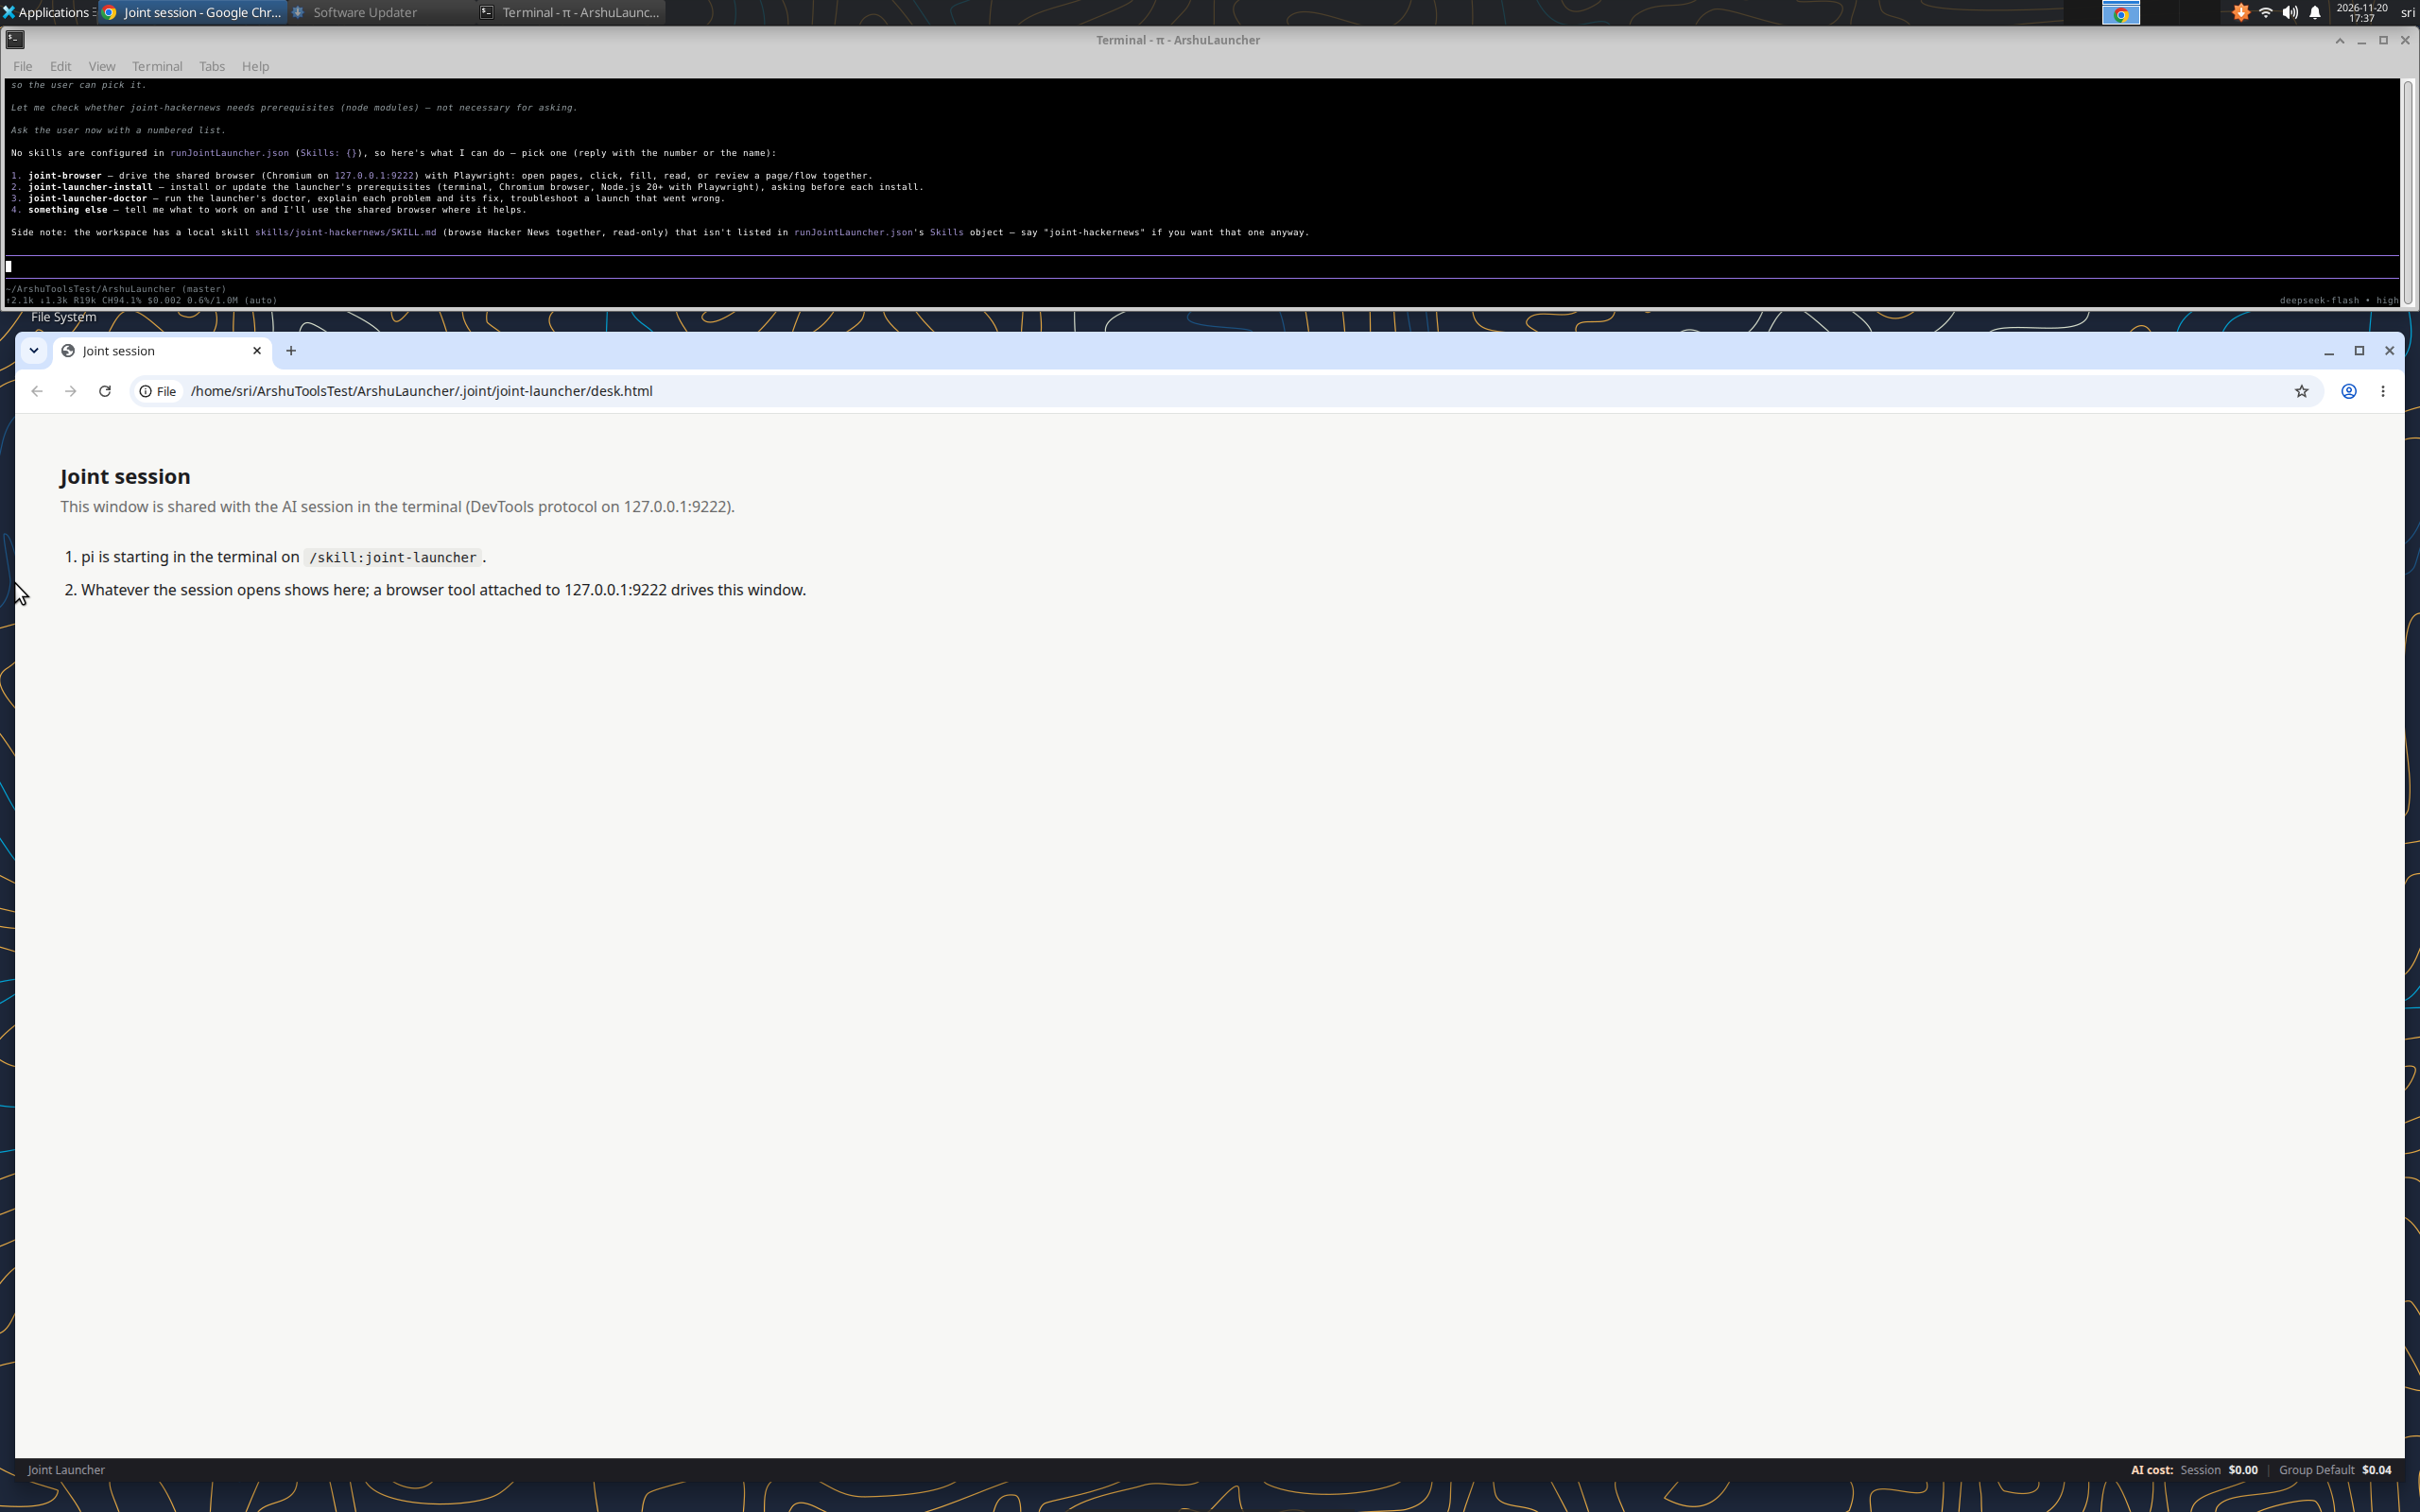 Applications
Joint session - Google Chr...
Software Updater
Terminal - π - ArshuLaunc...
2026-11-20
17:37
sri
Terminal - π - ArshuLauncher
File Edit View Terminal Tabs Help
so the user can pick it.
Let me check whether joint-hackernews needs prerequisites (node modules) — not necessary for asking.
Ask the user now with a numbered list.
No skills are configured in runJointLauncher.json (Skills: {}), so here's what I can do — pick one (reply with the number or the name):
1. joint-browser — drive the shared browser (Chromium on 127.0.0.1:9222) with Playwright: open pages, click, fill, read, or review a page/flow together.
2. joint-launcher-install — install or update the launcher's prerequisites (terminal, Chromium browser, Node.js 20+ with Playwright), asking before each install.
3. joint-launcher-doctor — run the launcher's doctor, explain each problem and its fix, troubleshoot a launch that went wrong.
4. something else — tell me what to work on and I'll use the shared browser where it helps.
Side note: the workspace has a local skill skills/joint-hackernews/SKILL.md (browse Hacker News together, read-only) that isn't listed in runJointLauncher.json's Skills object — say "joint-hackernews" if you want that one anyway.
~/ArshuToolsTest/ArshuLauncher (master)
↑2.1k ↓1.3k R19k CH94.1% $0.002 0.6%/1.0M (auto)
deepseek-flash • high
File System
Joint session
File
/home/sri/ArshuToolsTest/ArshuLauncher/.joint/joint-launcher/desk.html
Joint session
This window is shared with the AI session in the terminal (DevTools protocol on 127.0.0.1:9222).
1. pi is starting in the terminal on /skill:joint-launcher.
2. Whatever the session opens shows here; a browser tool attached to 127.0.0.1:9222 drives this window.
Joint Launcher
AI cost: Session $0.00 | Group Default $0.04